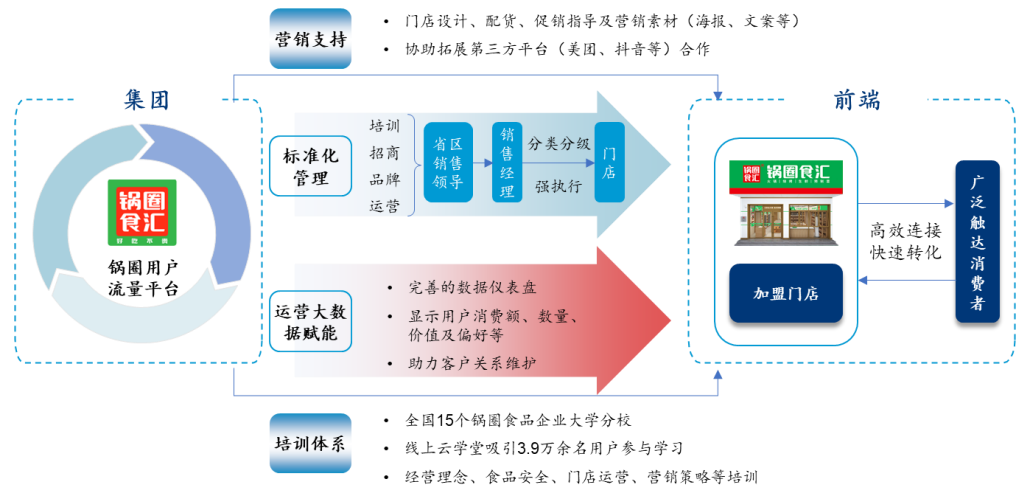 营销支持
• 门店设计、配货、促销指导及营销素材（海报、文案等）
• 协助拓展第三方平台（美团、抖音等）合作
集团
锅圈
食汇
好吃不贵
锅圈用户
流量平台
标准化
管理
培训
招商
品牌
运营
省区
销售
领导
销售经理
分类分级
强执行
门店
运营大数
据赋能
• 完善的数据仪表盘
• 显示用户消费额、数量、
价值及偏好等
• 助力客户关系维护
前端
锅圈
食汇
锅圈食汇
加盟门店
高效连接
快速转化
广泛触达消费者
培训体系
• 全国15个锅圈食品企业大学分校
• 线上云学堂吸引3.9万余名用户参与学习
• 经营理念、食品安全、门店运营、营销策略等培训